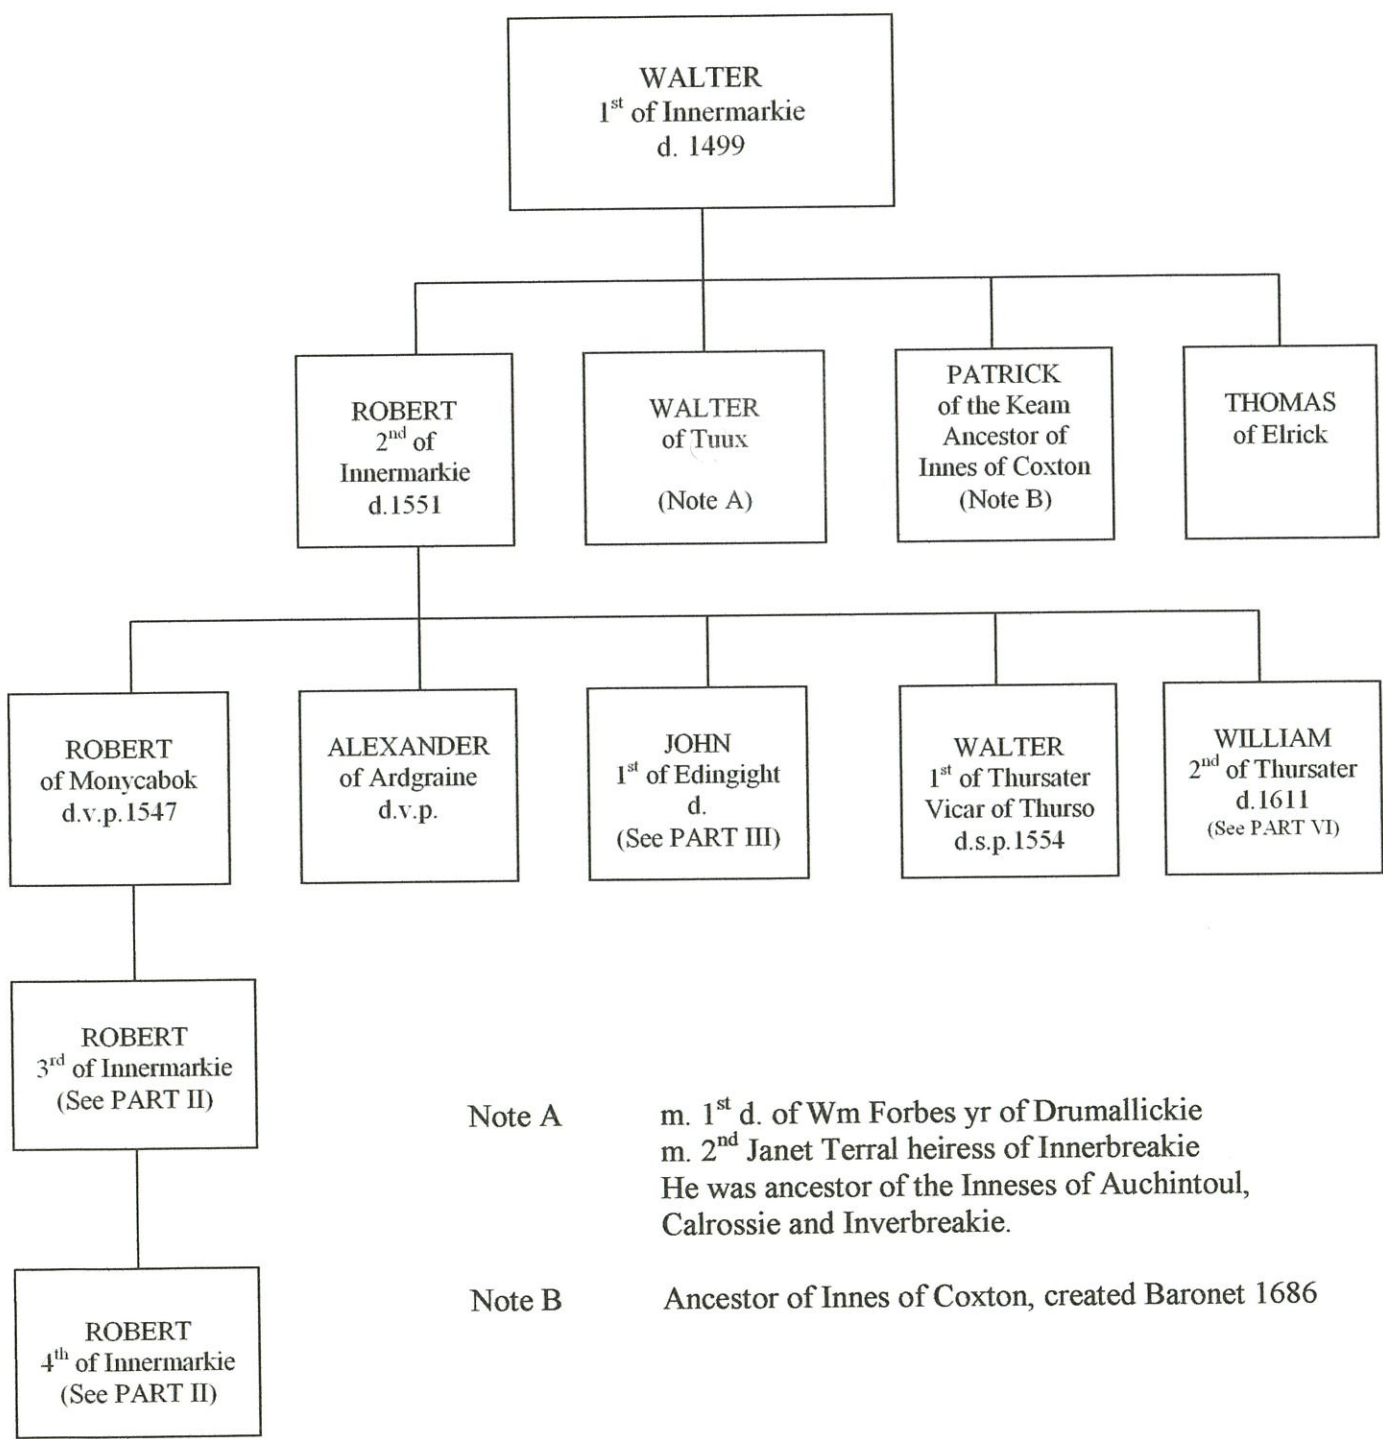 WALTER
1st of Innermarkie
d. 1499
ROBERT
2nd of
Innermarkie
d.1551
WALTER
of Tuux
(Note A)
PATRICK
of the Keam
Ancestor of
Innes of Coxton
(Note B)
THOMAS
of Elrick
ROBERT
of Monycabok
d.v.p.1547
ALEXANDER
of Ardgraine
d.v.p.
JOHN
1st of Edingight
d.
(See PART III)
WALTER
1st of Thursater
Vicar of Thurso
d.s.p.1554
WILLIAM
2nd of Thursater
d.1611
(See PART VI)
ROBERT
3rd of Innermarkie
(See PART II)
ROBERT
4th of Innermarkie
(See PART II)
Note A m. 1st d. of Wm Forbes yr of Drumallickie
m. 2nd Janet Terral heiress of Innerbreakie
He was ancestor of the Inneses of Auchintoul,
Calrossie and Inverbreakie.
Note B Ancestor of Innes of Coxton, created Baronet 1686